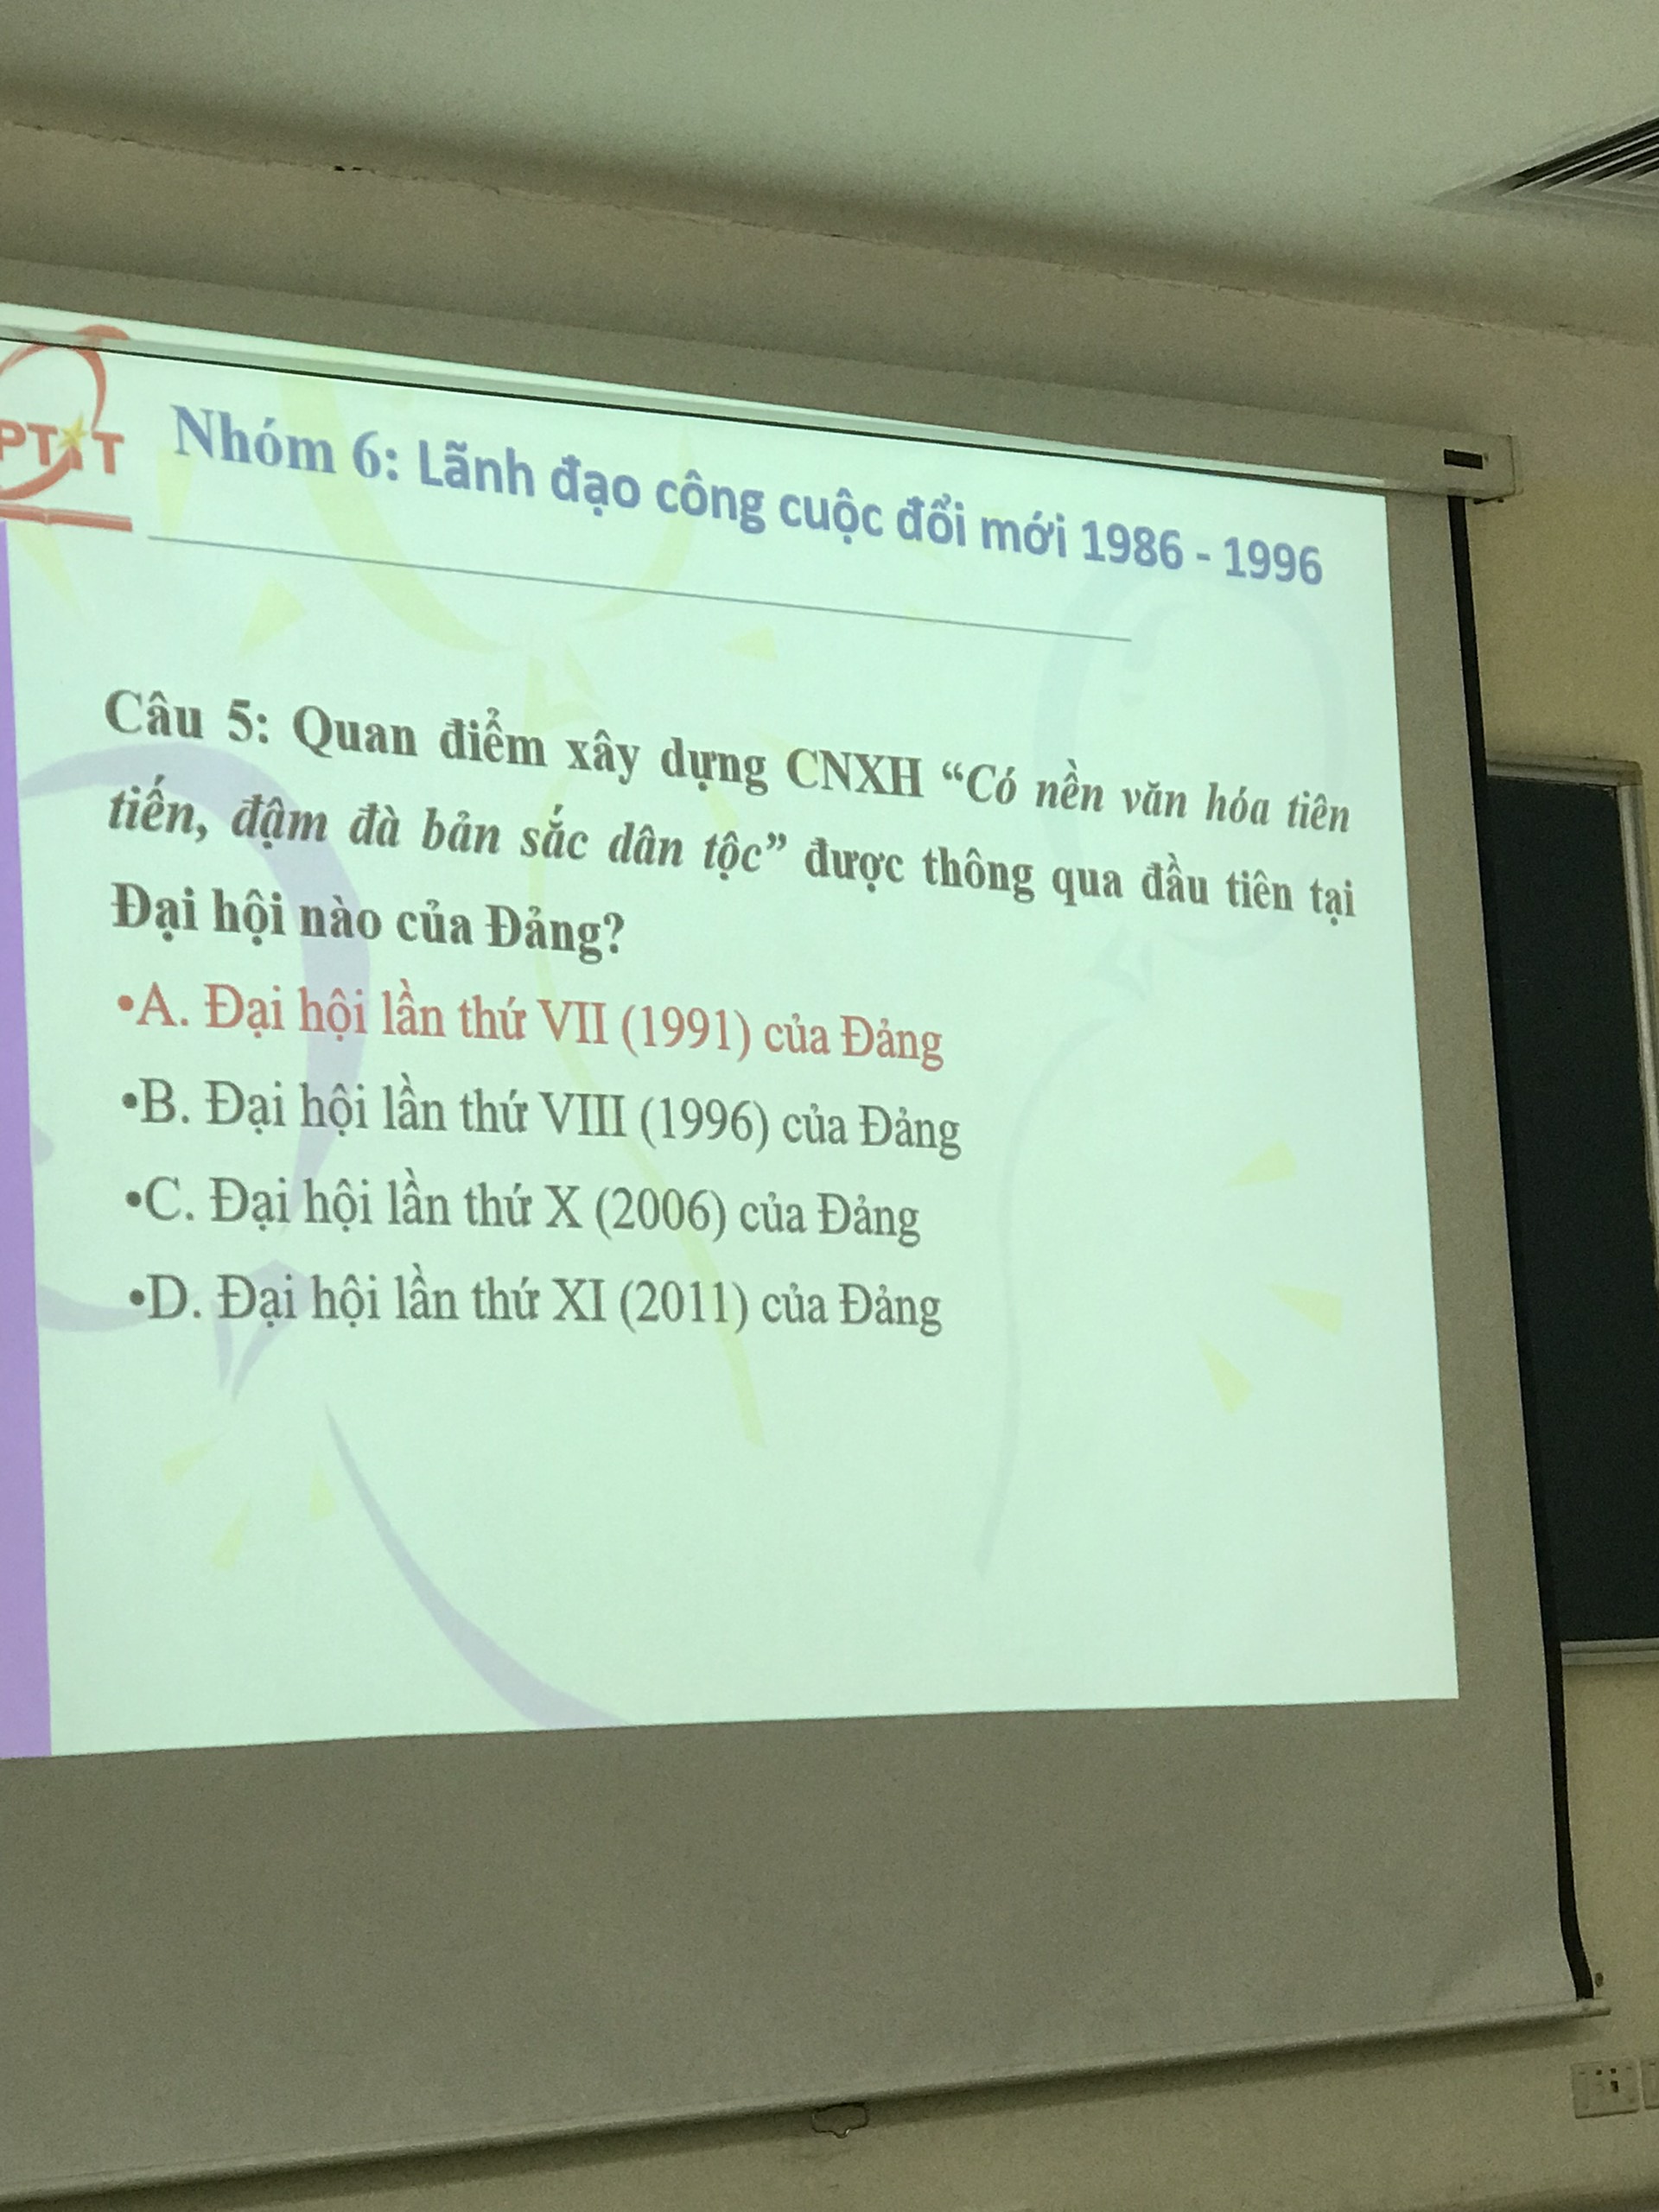 PTIT
Nhóm 6: Lãnh đạo công cuộc đổi mới 1986 - 1996
Câu 5: Quan điểm xây dựng CNXH “Có nền văn hóa tiên
tiến, đậm đà bản sắc dân tộc” được thông qua đầu tiên tại
Đại hội nào của Đảng?
•A. Đại hội lần thứ VII (1991) của Đảng
•B. Đại hội lần thứ VIII (1996) của Đảng
•C. Đại hội lần thứ X (2006) của Đảng
•D. Đại hội lần thứ XI (2011) của Đảng